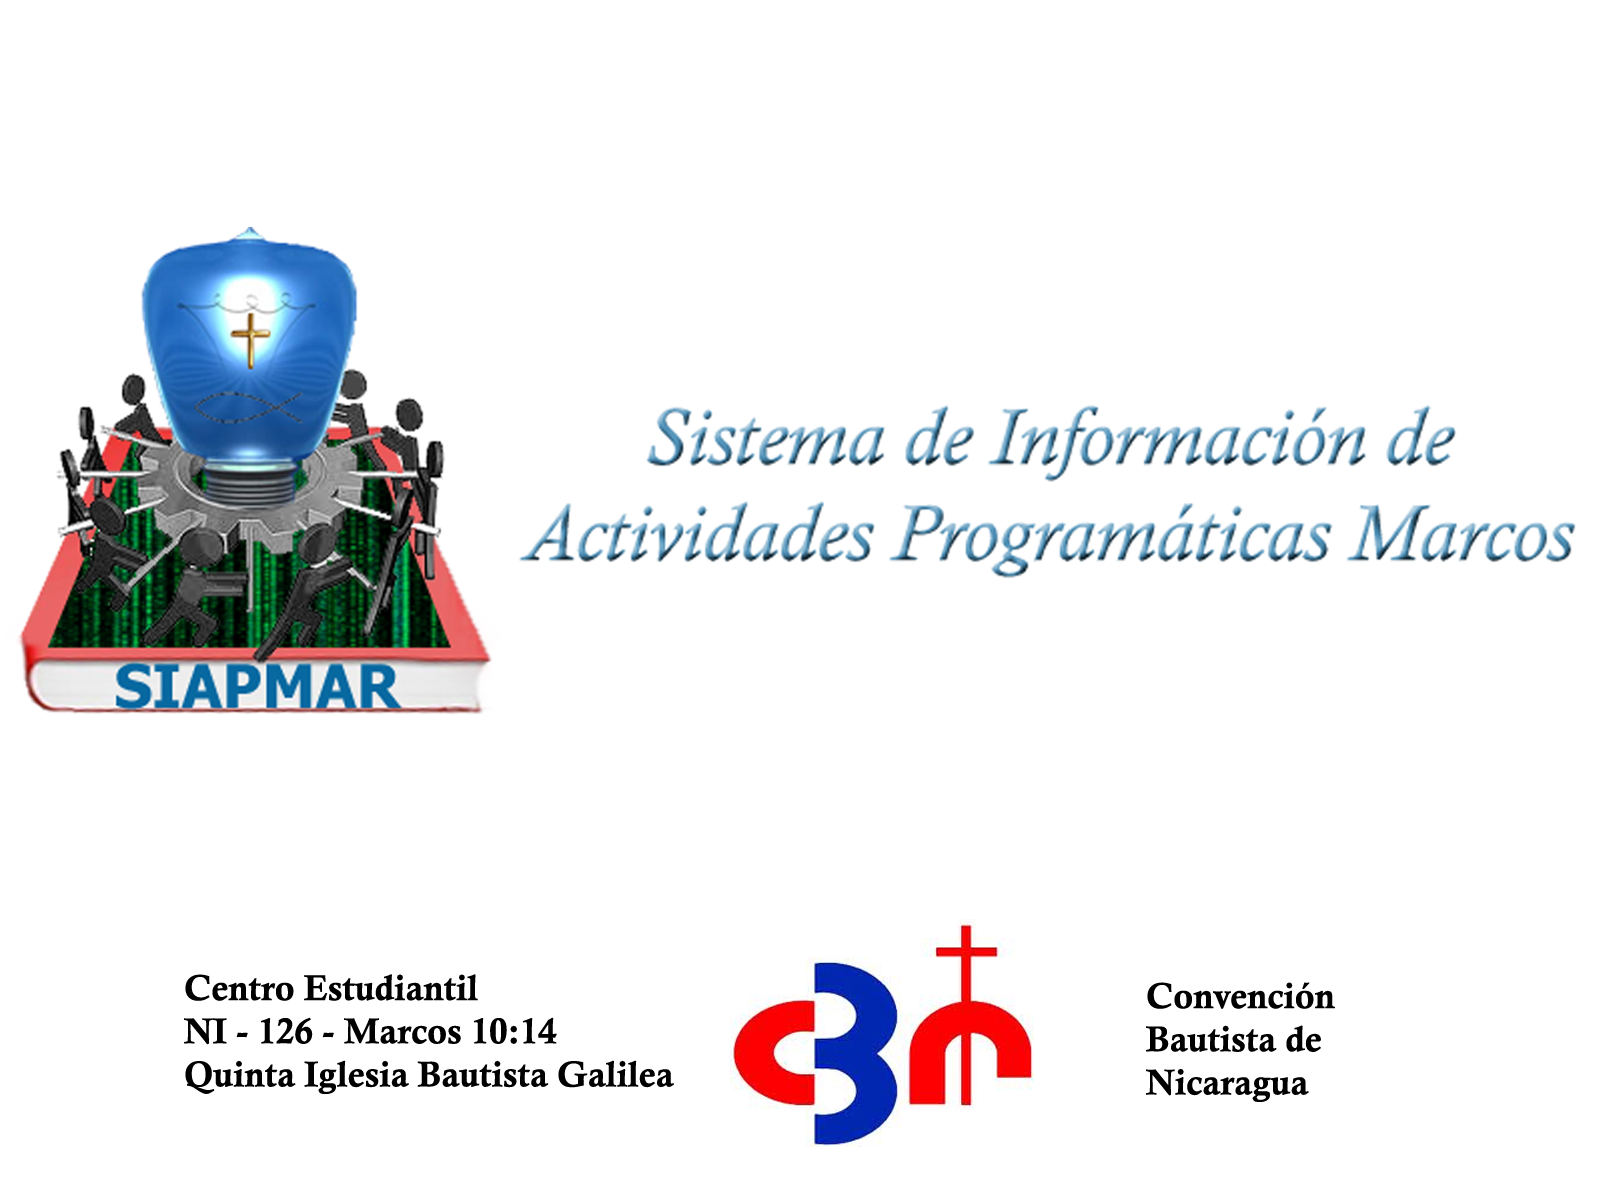 Sistema de Información de
Actividades Programáticas Marcos
SIAPMAR
Centro Estudiantil
NI - 126 - Marcos 10:14
Quinta Iglesia Bautista Galilea
CBN
Convención
Bautista de
Nicaragua